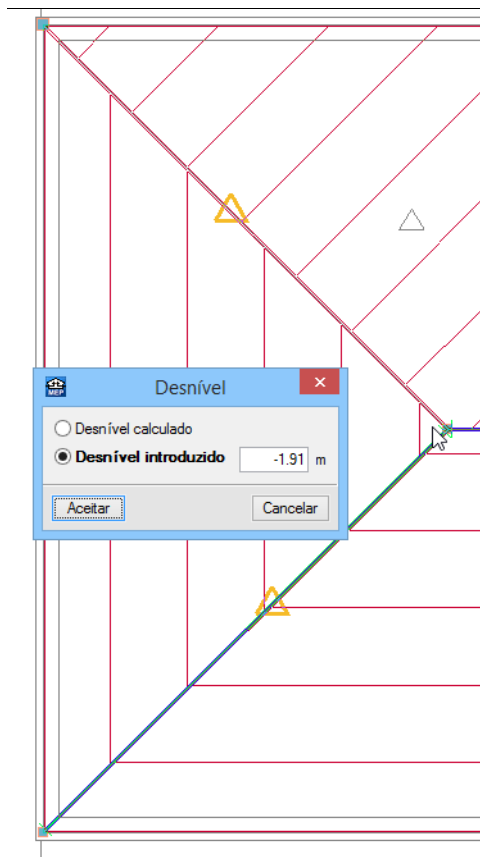 MEP
Desnível
Desnível calculado
Desnível introduzido -1.91 m
Aceitar Cancelar